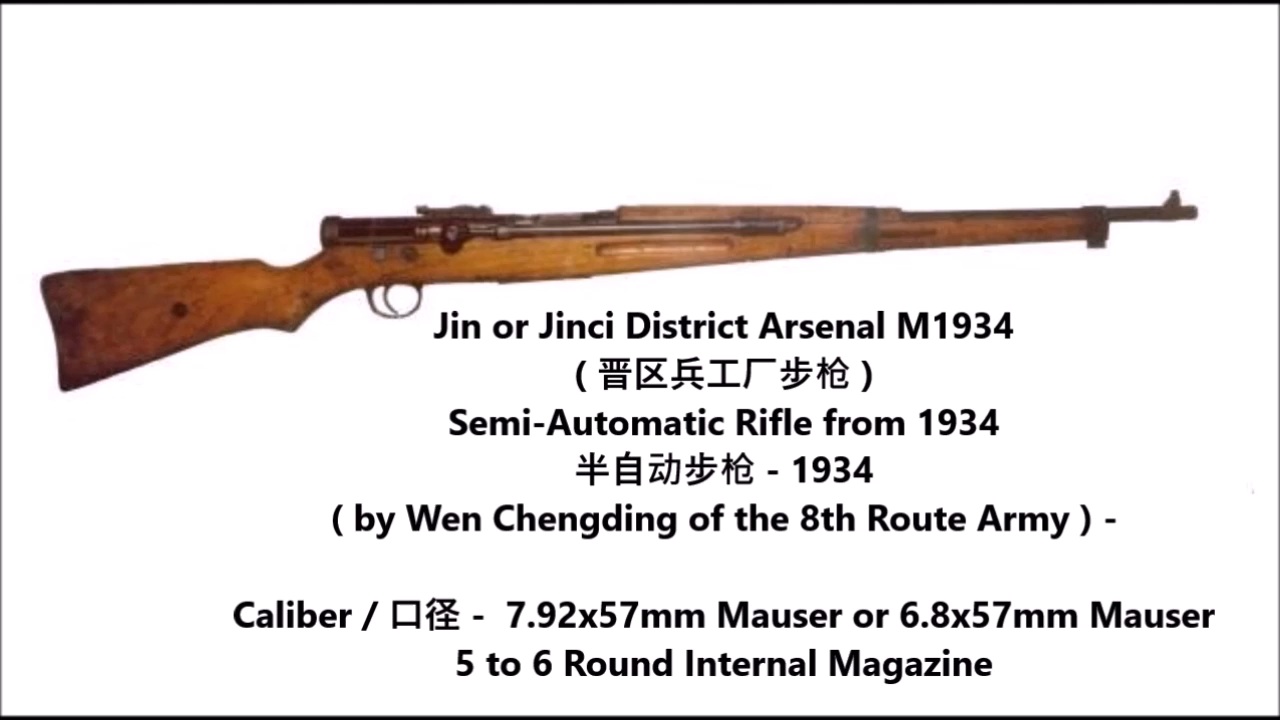 Jin or Jinci District Arsenal M1934
( 晋区兵工厂步枪 )
Semi-Automatic Rifle from 1934
半自动步枪 - 1934
( by Wen Chengding of the 8th Route Army ) -
Caliber / 口径 - 7.92x57mm Mauser or 6.8x57mm Mauser
5 to 6 Round Internal Magazine